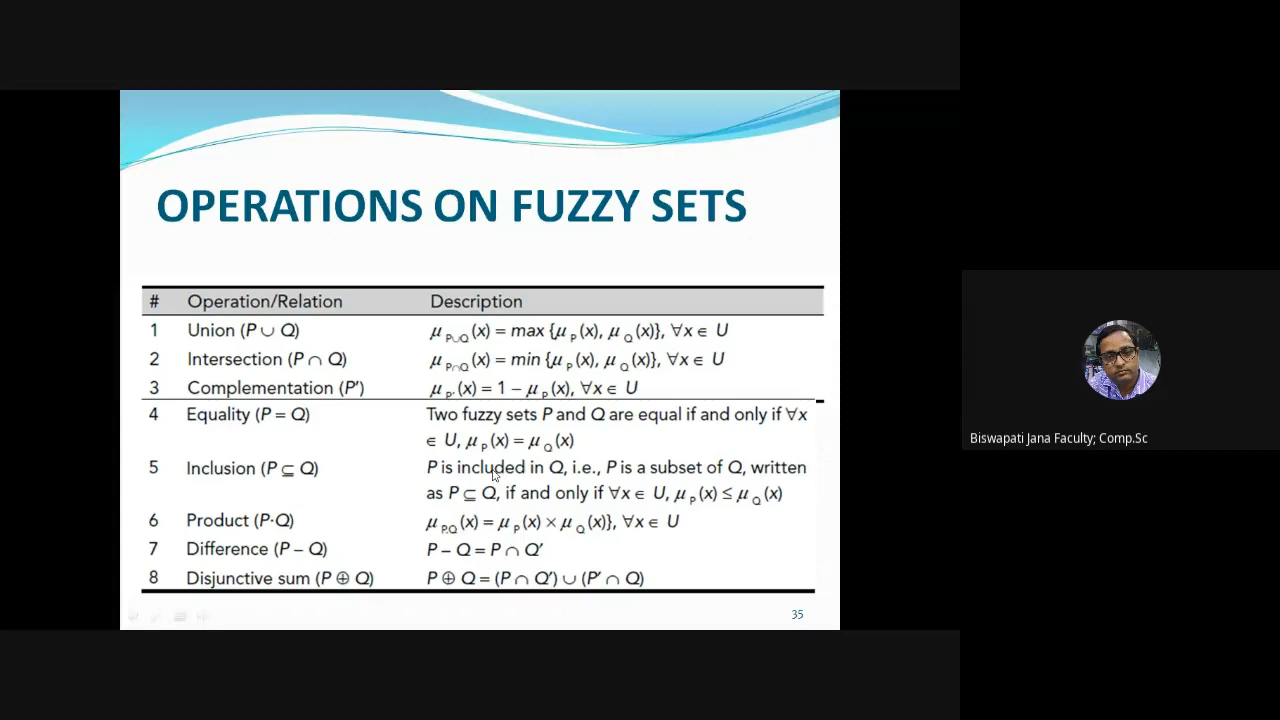 OPERATIONS ON FUZZY SETS
# Operation/Relation Description
1 Union (P ∪ Q) μ P∪Q (x) = max {μ P (x), μ Q (x)}, ∀x ∈ U
2 Intersection (P ∩ Q) μ P∩Q (x) = min {μ P (x), μ Q (x)}, ∀x ∈ U
3 Complementation (P′) μ P′ (x) = 1 − μ P (x), ∀x ∈ U
4 Equality (P = Q) Two fuzzy sets P and Q are equal if and only if ∀x
∈ U, μ P (x) = μ Q (x)
5 Inclusion (P ⊆ Q) P is included in Q, i.e., P is a subset of Q, written
as P ⊆ Q, if and only if ∀x ∈ U, μ P (x) ≤ μ Q (x)
6 Product (P·Q) μ P.Q (x) = μ P (x) × μ Q (x)}, ∀x ∈ U
7 Difference (P – Q) P – Q = P ∩ Q′
8 Disjunctive sum (P ⊕ Q) P ⊕ Q = (P ∩ Q′) ∪ (P′ ∩ Q)
35
Biswapati Jana Faculty; Comp.Sc